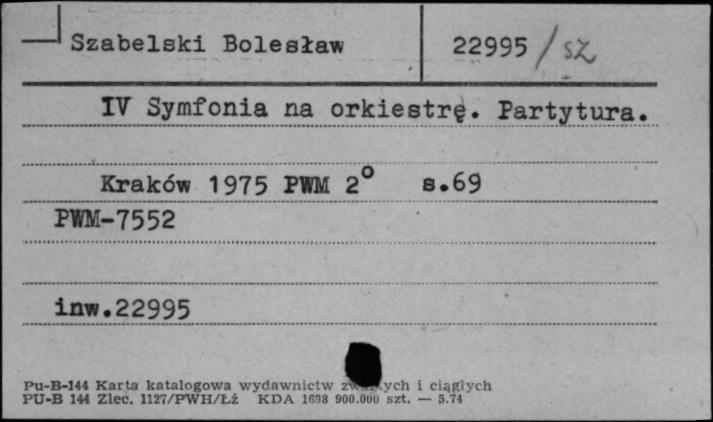 Szabelski Bolesław 22995/sz
IV Symfonia na orkiestrę. Partytura.
Kraków 1975 PWM 2° s.69
PWM-7552
inw.22995
Pu-B-144 Karta katalogowa wydawnictw i ciągłych
PU-B 144 Zlec. 1127/PWH/Łź KDA 1698 900.000 szt. — 5.74